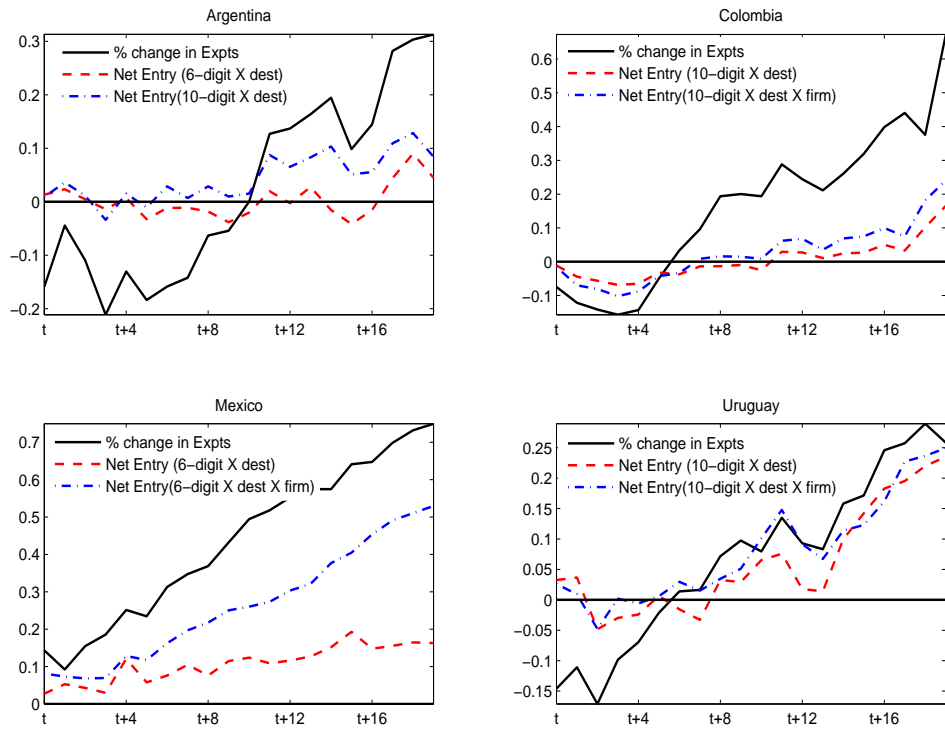 Argentina
0.3
0.2
0.1
0
−0.1
−0.2
% change in Expts
Net Entry (6−digit X dest)
Net Entry(10−digit X dest)
t
t+4
t+8
t+12
t+16
Colombia
0.6
0.5
0.4
0.3
0.2
0.1
0
−0.1
% change in Expts
Net Entry (10−digit X dest)
Net Entry(10−digit X dest X firm)
t
t+4
t+8
t+12
t+16
Mexico
0.7
0.6
0.5
0.4
0.3
0.2
0.1
0
% change in Expts
Net Entry (6−digit X dest)
Net Entry(6−digit X dest X firm)
t
t+4
t+8
t+12
t+16
Uruguay
0.25
0.2
0.15
0.1
0.05
0
−0.05
−0.1
−0.15
% change in Expts
Net Entry (10−digit X dest)
Net Entry(10−digit X dest X firm)
t
t+4
t+8
t+12
t+16